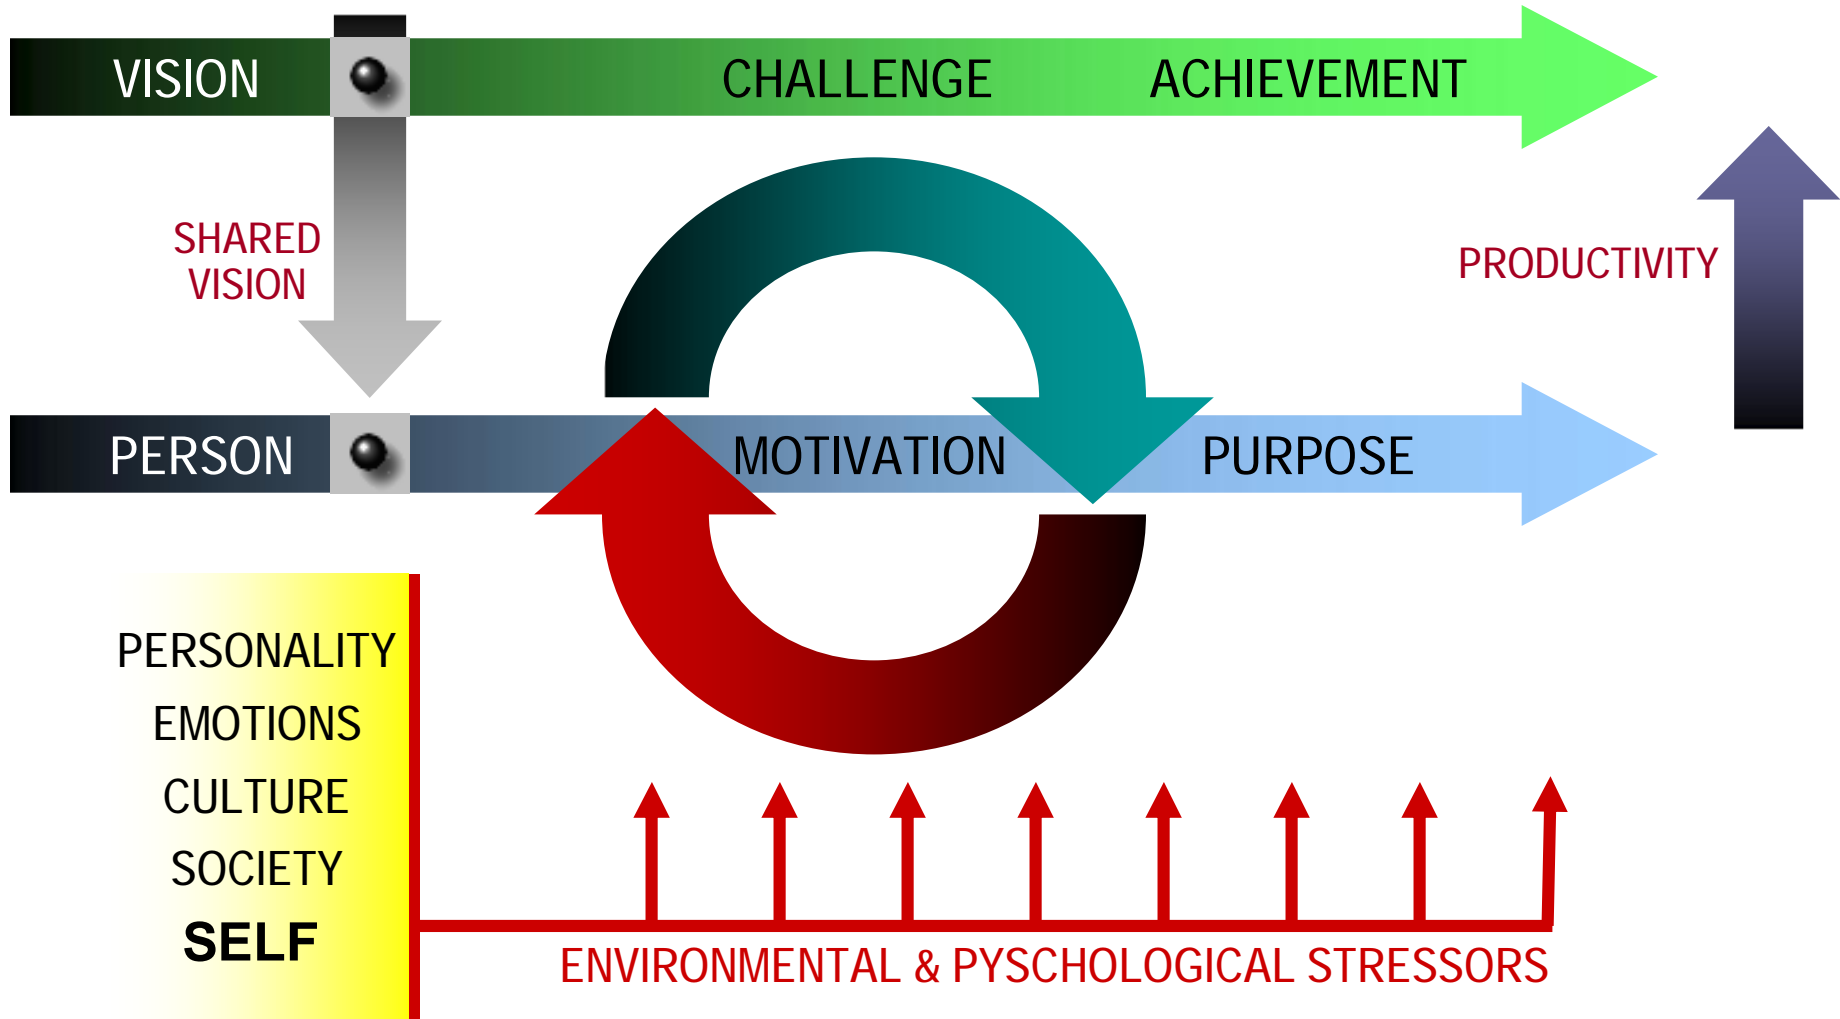 VISION
CHALLENGE
ACHIEVEMENT
SHARED
VISION
PRODUCTIVITY
PERSON
MOTIVATION
PURPOSE
PERSONALITY
EMOTIONS
CULTURE
SOCIETY
SELF
ENVIRONMENTAL & PYSCHOLOGICAL STRESSORS